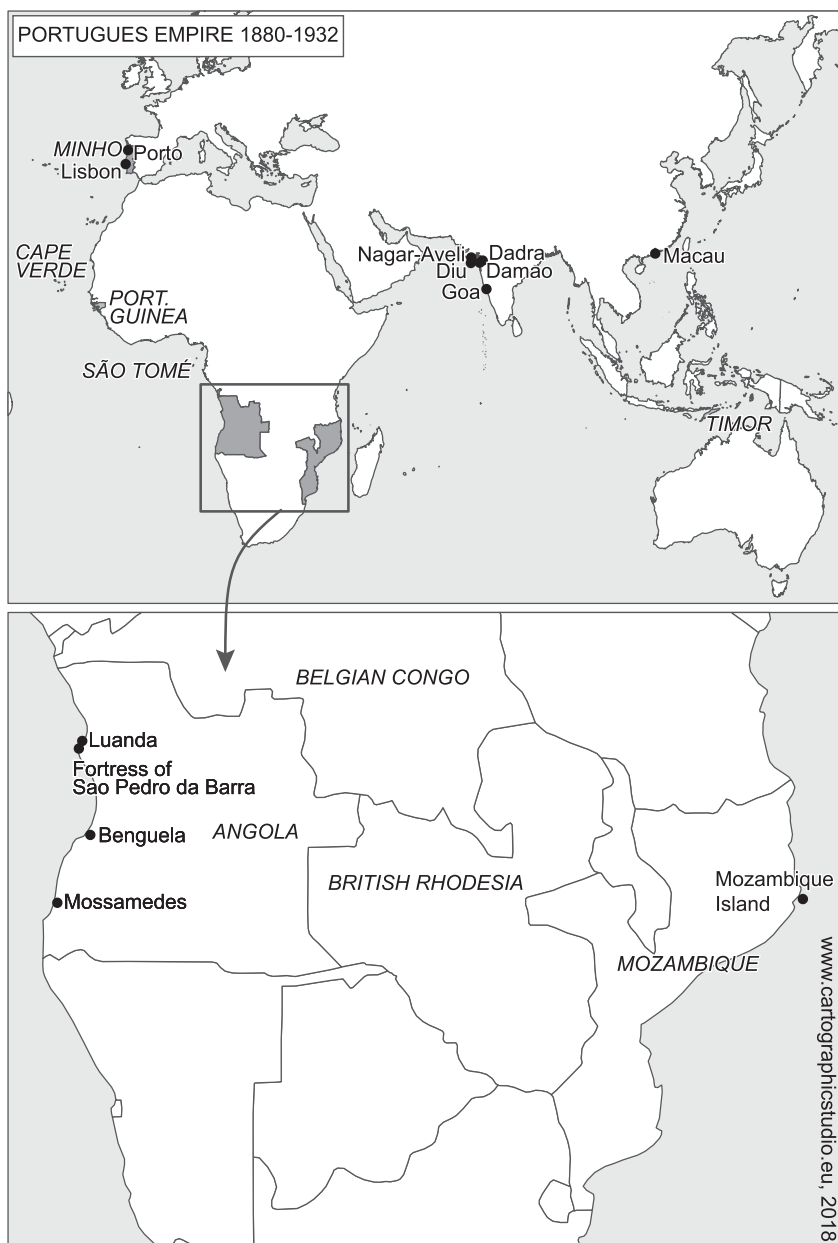 PORTUGUES EMPIRE 1880-1932
MINHO
Porto
Lisbon
CAPE
VERDE
PORT.
GUINEA
SÃO TOMÉ
Nagar-Aveli
Dadra
Diu
Damão
Goa
Macau
TIMOR
BELGIAN CONGO
Luanda
Fortress of
Sao Pedro da Barra
Benguela
ANGOLA
BRITISH RHODESIA
Mossamedes
Mozambique
Island
MOZAMBIQUE
www.cartographicstudio.eu, 2018